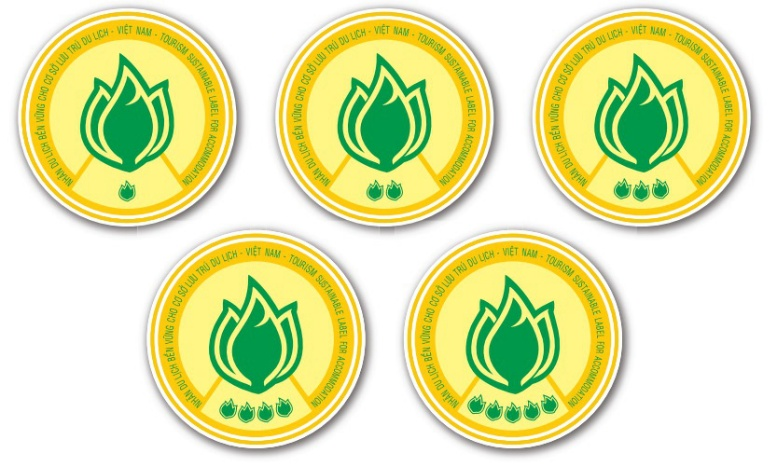 NHÃN DU LỊCH BỀN VỮNG CHO CƠ SỞ LƯU TRÚ DU LỊCH - VIỆT NAM - TOURISM SUSTAINABLE LABEL FOR ACCOMMODATION
NHÃN DU LỊCH BỀN VỮNG CHO CƠ SỞ LƯU TRÚ DU LỊCH - VIỆT NAM - TOURISM SUSTAINABLE LABEL FOR ACCOMMODATION
NHÃN DU LỊCH BỀN VỮNG CHO CƠ SỞ LƯU TRÚ DU LỊCH - VIỆT NAM - TOURISM SUSTAINABLE LABEL FOR ACCOMMODATION
NHÃN DU LỊCH BỀN VỮNG CHO CƠ SỞ LƯU TRÚ DU LỊCH - VIỆT NAM - TOURISM SUSTAINABLE LABEL FOR ACCOMMODATION
NHÃN DU LỊCH BỀN VỮNG CHO CƠ SỞ LƯU TRÚ DU LỊCH - VIỆT NAM - TOURISM SUSTAINABLE LABEL FOR ACCOMMODATION